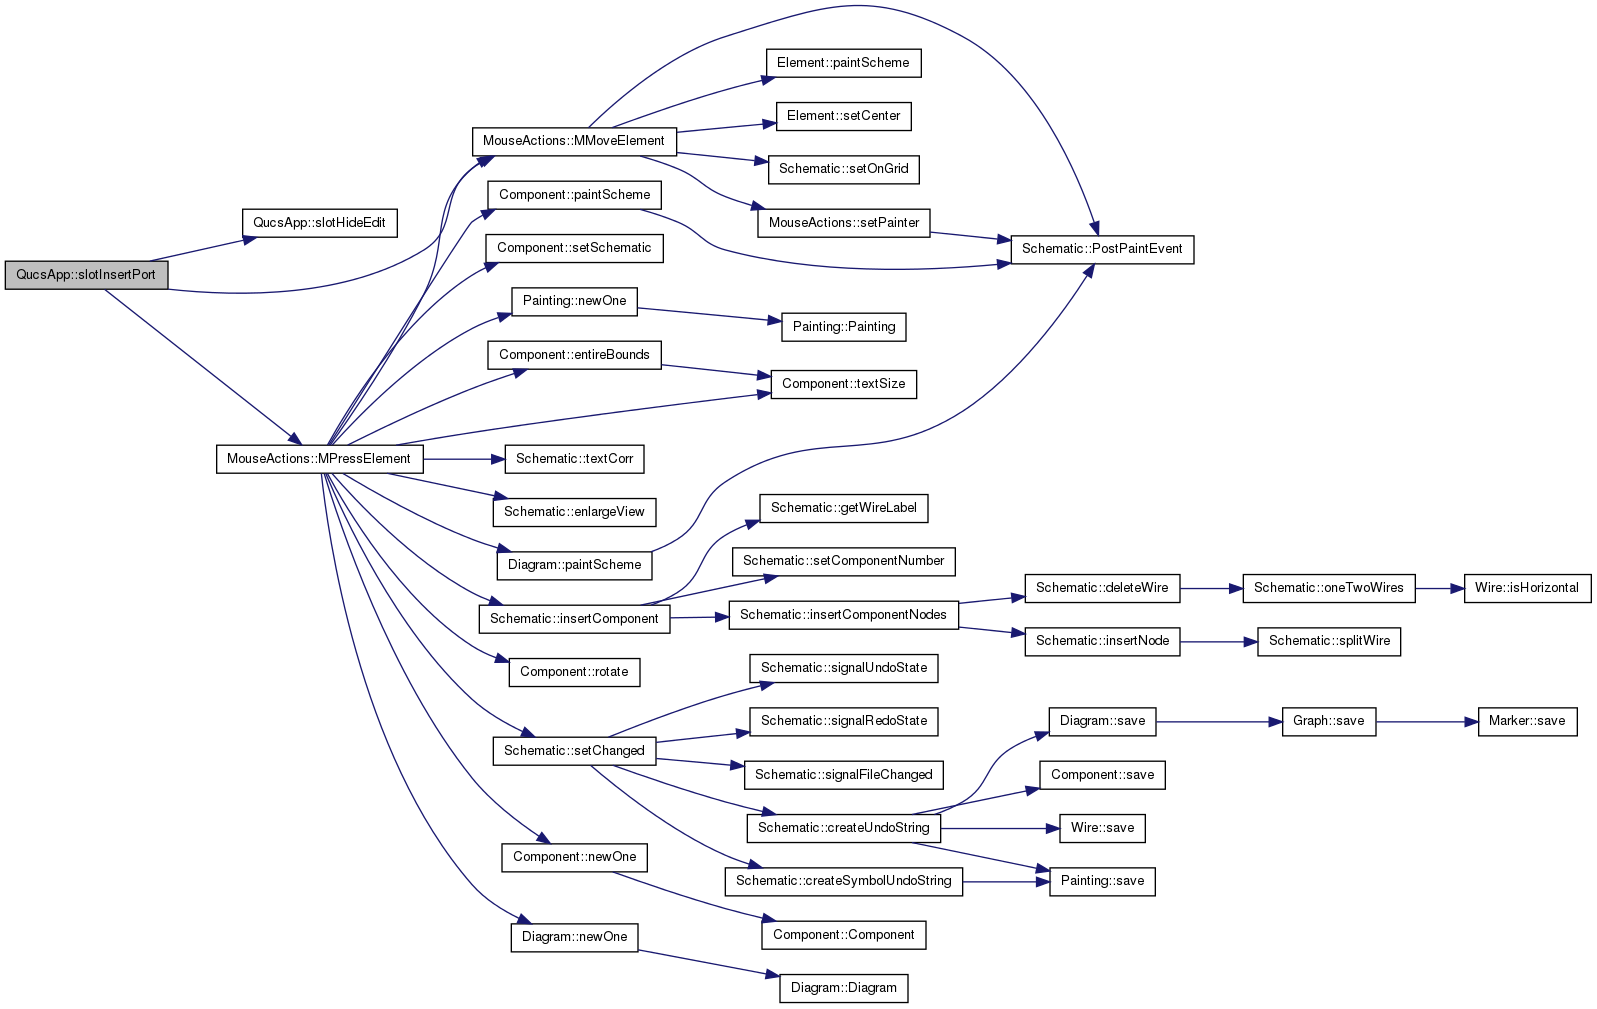 Element::paintScheme
Element::setCenter
MouseActions::MMoveElement
Schematic::setOnGrid
Component::paintScheme
QucsApp::slotHideEdit
MouseActions::setPainter
Component::setSchematic
Schematic::PostPaintEvent
QucsApp::slotInsertPort
Painting::newOne
Painting::Painting
Component::entireBounds
Component::textSize
MouseActions::MPressElement
Schematic::textCorr
Schematic::enlargeView
Schematic::getWireLabel
Diagram::paintScheme
Schematic::setComponentNumber
Schematic::deleteWire
Schematic::oneTwoWires
Wire::isHorizontal
Schematic::insertComponent
Schematic::insertComponentNodes
Schematic::insertNode
Schematic::splitWire
Component::rotate
Schematic::signalUndoState
Schematic::signalRedoState
Diagram::save
Graph::save
Marker::save
Schematic::setChanged
Schematic::signalFileChanged
Component::save
Schematic::createUndoString
Wire::save
Component::newOne
Schematic::createSymbolUndoString
Painting::save
Diagram::newOne
Component::Component
Diagram::Diagram